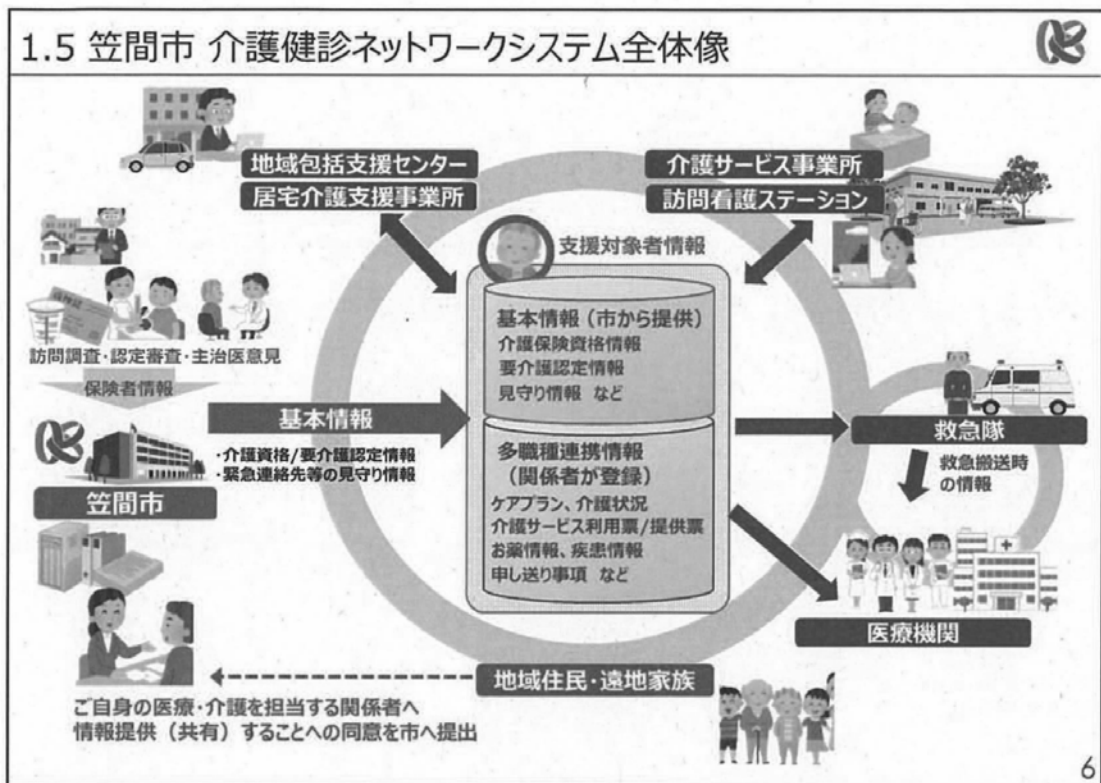 1.5 笠間市 介護健診ネットワークシステム全体像
地域包括支援センター
居宅介護支援事業所
介護サービス事業所
訪問看護ステーション
支援対象者情報
基本情報（市から提供）
介護保険資格情報
要介護認定情報
見守り情報 など
訪問調査・認定審査・主治医意見
保険者情報
基本情報
・介護資格/要介護認定情報
・緊急連絡先等の見守り情報
笠間市
多職種連携情報
（関係者が登録）
ケアプラン、介護状況
介護サービス利用票/提供票
お薬情報、疾患情報
申し送り事項 など
救急隊
救急搬送時
の情報
医療機関
地域住民・遠地家族
ご自身の医療・介護を担当する関係者へ
情報提供（共有）することへの同意を市へ提出
6